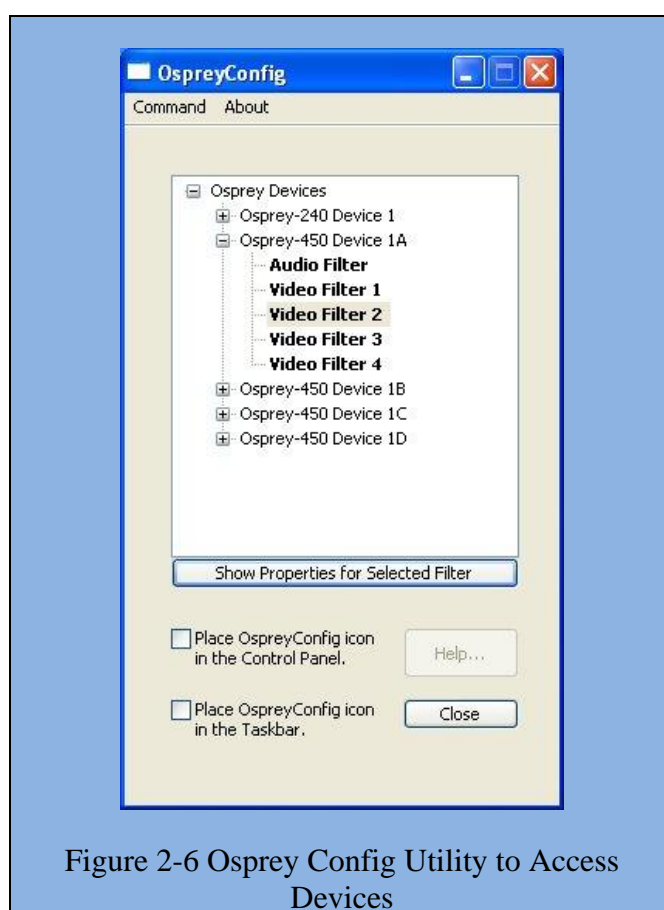 OspreyConfig
Command About
Osprey Devices
Osprey-240 Device 1
Osprey-450 Device 1A
Audio Filter
Video Filter 1
Video Filter 2
Video Filter 3
Video Filter 4
Osprey-450 Device 1B
Osprey-450 Device 1C
Osprey-450 Device 1D
Show Properties for Selected Filter
Place OspreyConfig icon
in the Control Panel.
Help...
Place OspreyConfig icon
in the Taskbar.
Close
Figure 2-6 Osprey Config Utility to Access
Devices